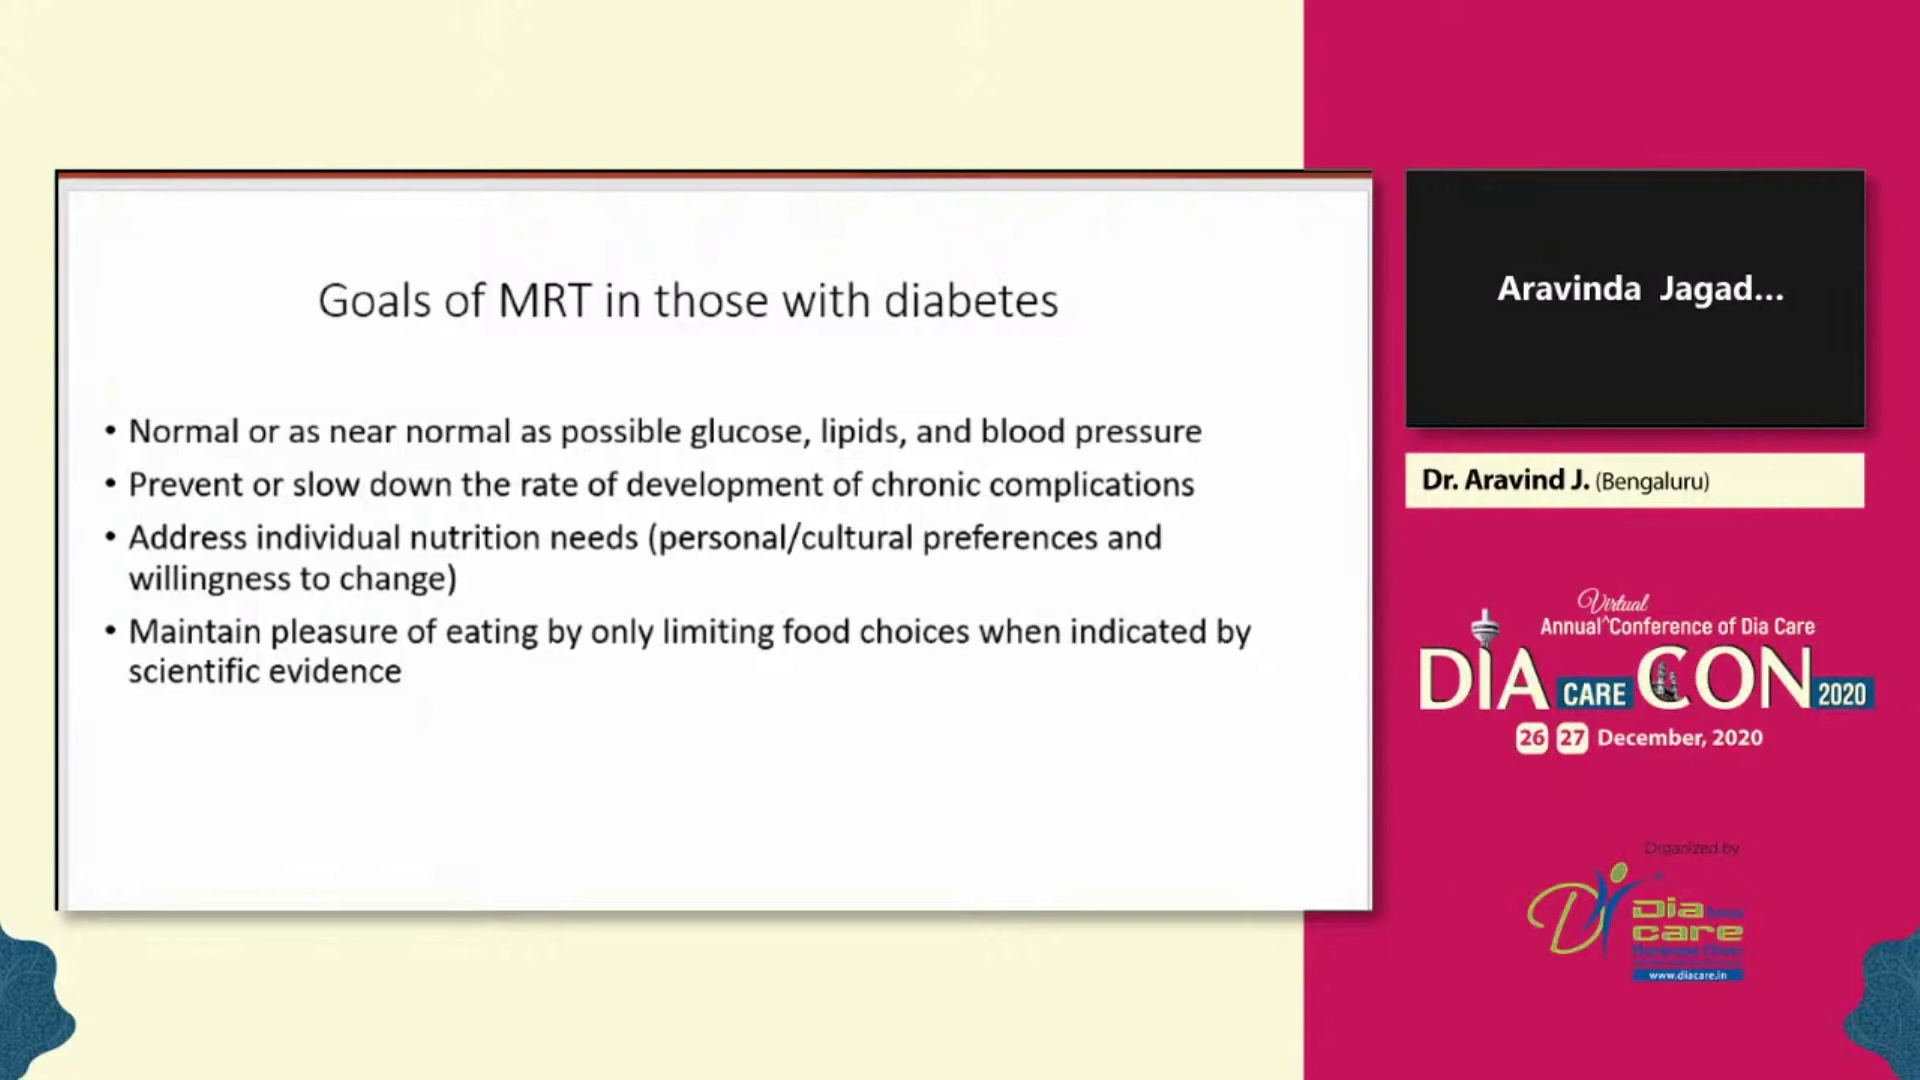 Goals of MRT in those with diabetes
• Normal or as near normal as possible glucose, lipids, and blood pressure
• Prevent or slow down the rate of development of chronic complications
• Address individual nutrition needs (personal/cultural preferences and
willingness to change)
• Maintain pleasure of eating by only limiting food choices when indicated by
scientific evidence
Aravinda Jagad...
Dr. Aravind J. (Bengaluru)
Virtual
Annual^Conference of Dia Care
DIA CARE CON 2020
26 27 December, 2020
Organized by
Dia
care
www.diacare.in